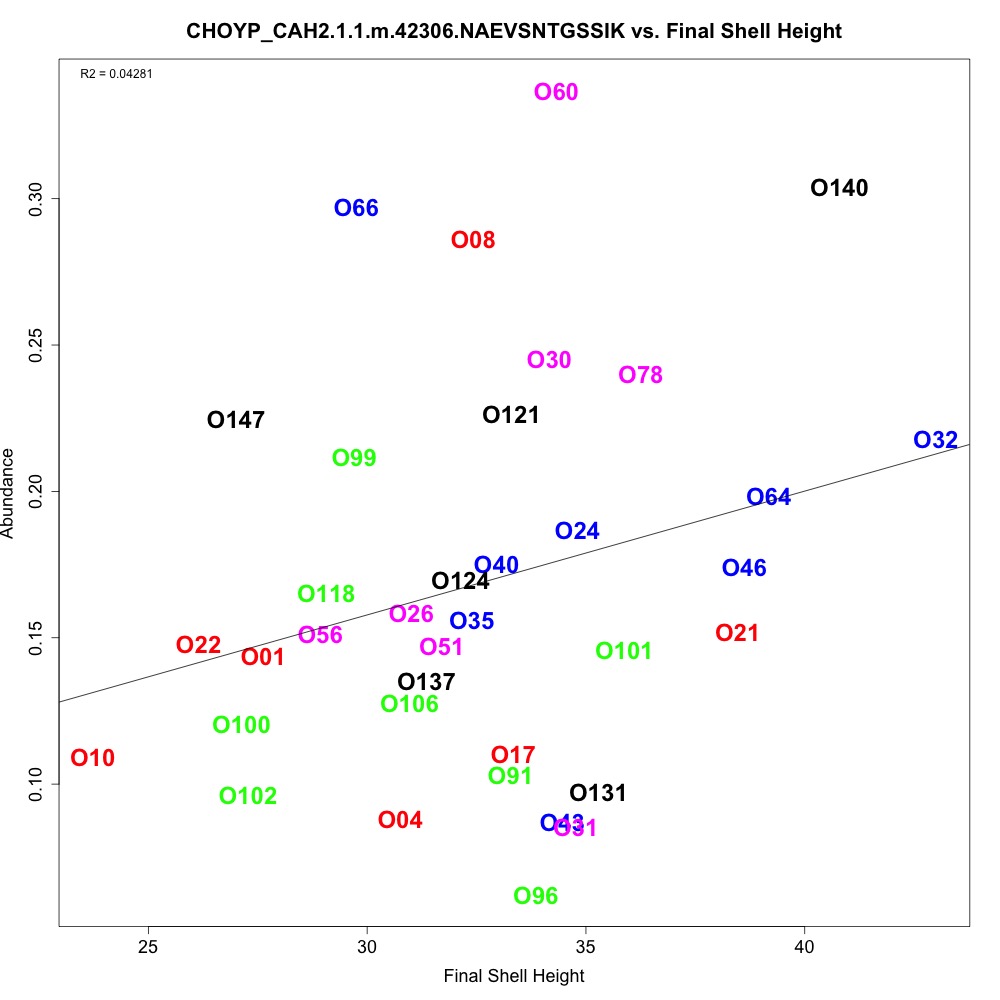 CHOYP_CAH2.1.1.m.42306.NAEVSNTGSSIK vs. Final Shell Height
R2 = 0.04281
O60
O140
0.30
O66
O08
0.25
O30
O78
O121
O147
O32
O99
Abundance
0.20
O64
O24
O40
O46
O124
O118
O26
O35
0.15
O56
O21
O22
O51
O101
O01
O137
O106
O100
O10
O17
O91
0.10
O131
O102
O04
O43
O31
O96
25 30 35 40
Final Shell Height